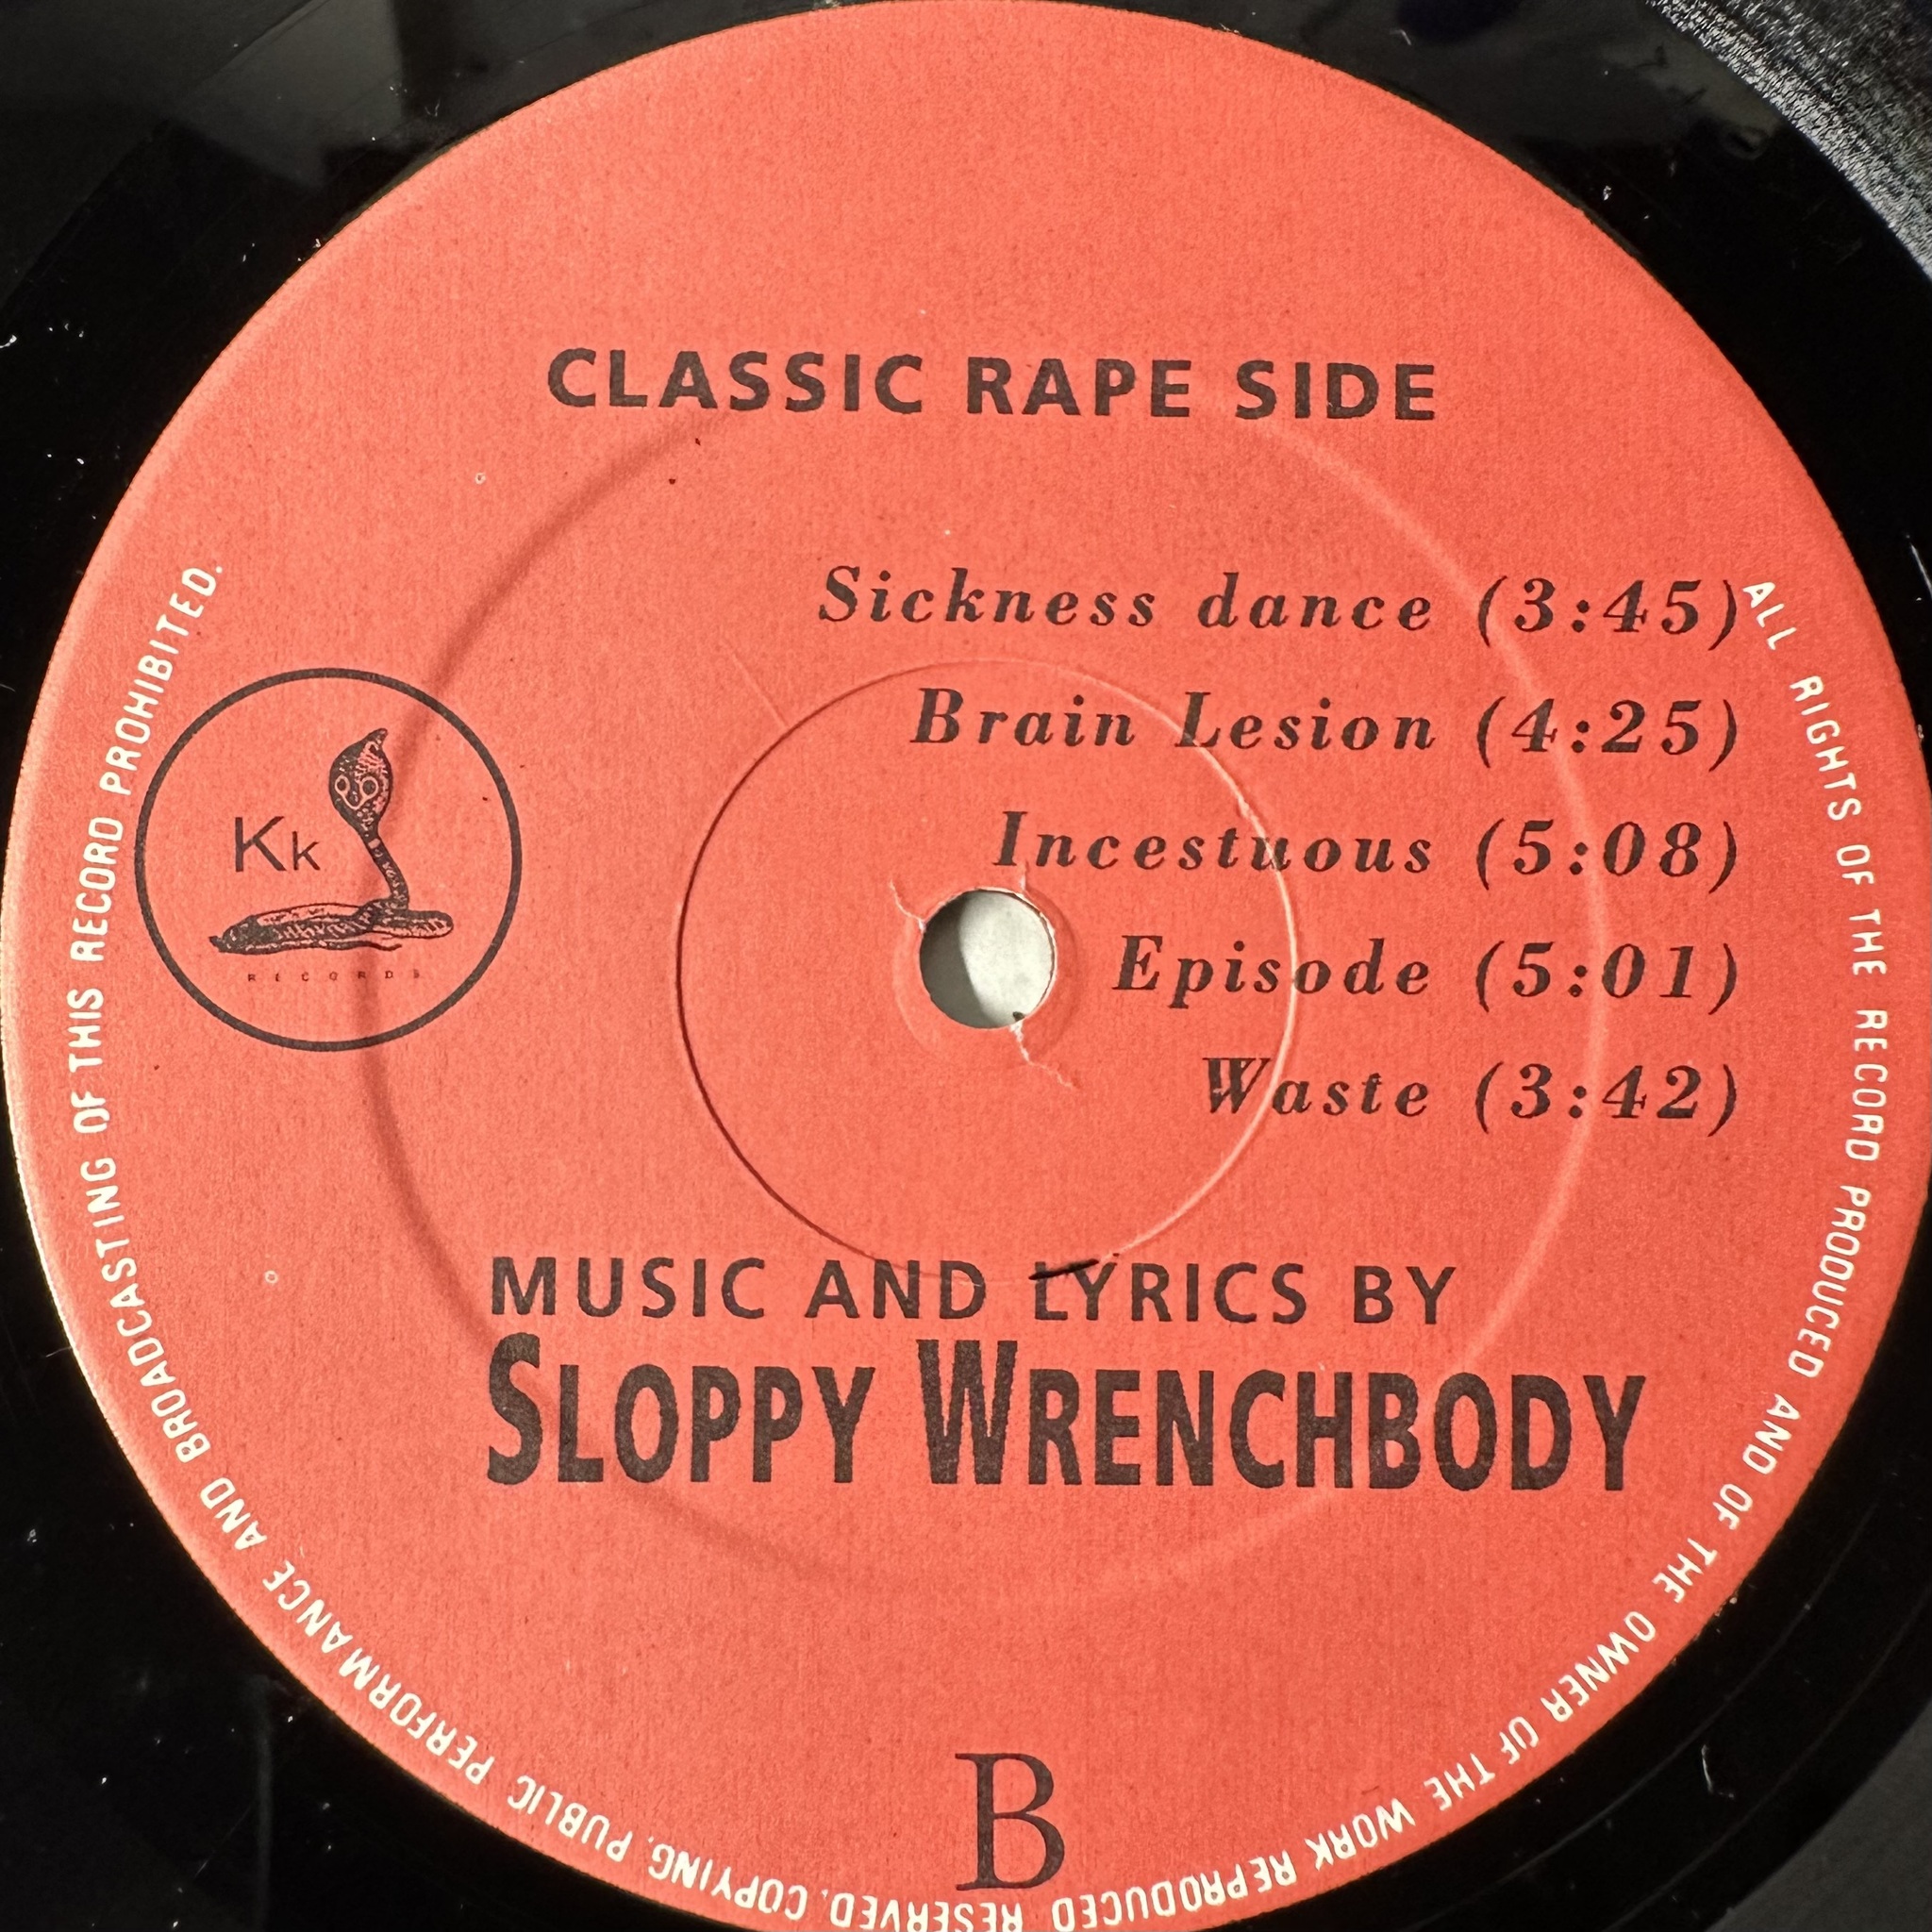 CLASSIC RAPE SIDE
Sickness dance (3:45)
Brain Lesion (4:25)
Incestuous (5:08)
Episode (5:01)
Waste (3:42)
Kk
RECORDS
MUSIC AND LYRICS BY
SLOPPY WRENCHBODY
B
ALL RIGHTS OF THE RECORD PRODUCED AND OF THE OWNER OF THE WORK REPRODUCED RESERVED. COPYING, PUBLIC PERFORMANCE AND BROADCASTING OF THIS RECORD PROHIBITED.